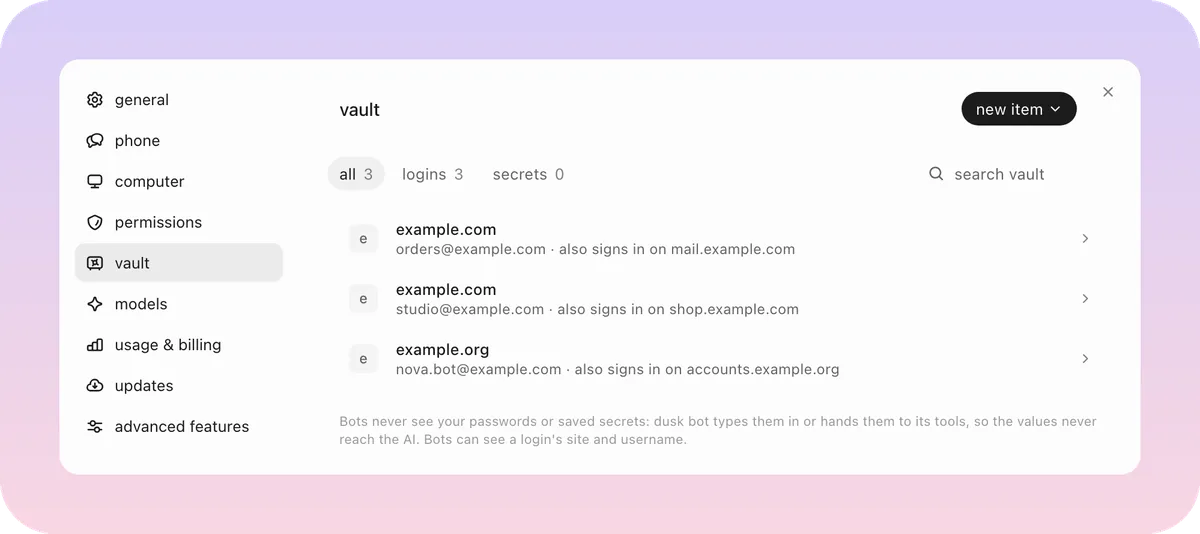 general
phone
computer
permissions
vault
models
usage & billing
updates
advanced features
vault
new item
all 3
logins 3
secrets 0
search vault
e
example.com
orders@example.com · also signs in on mail.example.com
e
example.com
studio@example.com · also signs in on shop.example.com
e
example.org
nova.bot@example.com · also signs in on accounts.example.org
Bots never see your passwords or saved secrets: dusk bot types them in or hands them to its tools, so the values never
reach the AI. Bots can see a login's site and username.